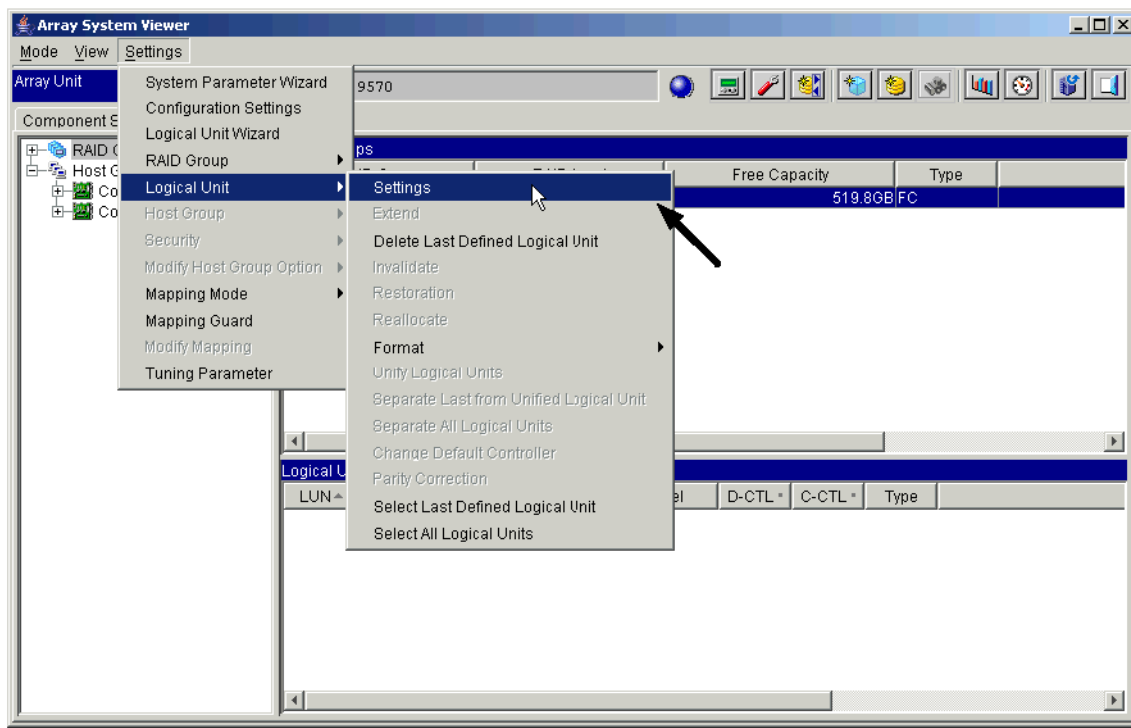 Array System Viewer
Mode View Settings
Array Unit
9570
Component
System Parameter Wizard
Configuration Settings
Logical Unit Wizard
RAID Group
Logical Unit
Host Group
Security
Modify Host Group Option
Mapping Mode
Mapping Guard
Modify Mapping
Tuning Parameter
RAID
Host
Co
Co
ps
Free Capacity Type
519.8GB FC
Settings
Extend
Delete Last Defined Logical Unit
Invalidate
Restoration
Reallocate
Format
Unify Logical Units
Separate Last from Unified Logical Unit
Separate All Logical Units
Change Default Controller
Parity Correction
Select Last Defined Logical Unit
Select All Logical Units
Logical
LUN D-CTL C-CTL Type